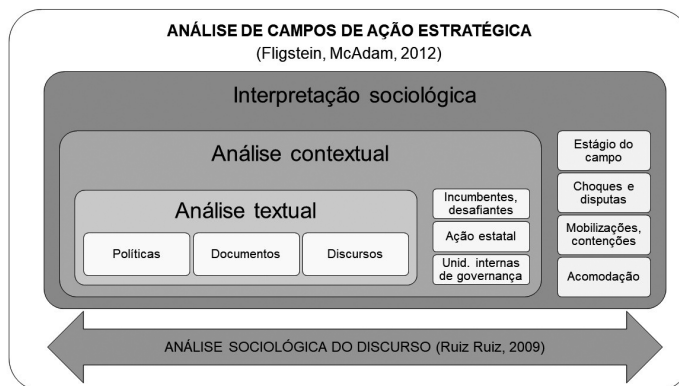 ANÁLISE DE CAMPOS DE AÇÃO ESTRATÉGICA
(Fligstein, McAdam, 2012)
Interpretação sociológica
Análise contextual
Análise textual
Políticas
Documentos
Discursos
Incumbentes,
desafiantes
Ação estatal
Unid. internas
de governança
Estágio do
campo
Choques e
disputas
Mobilizações,
contenções
Acomodação
ANÁLISE SOCIOLÓGICA DO DISCURSO (Ruiz Ruiz, 2009)